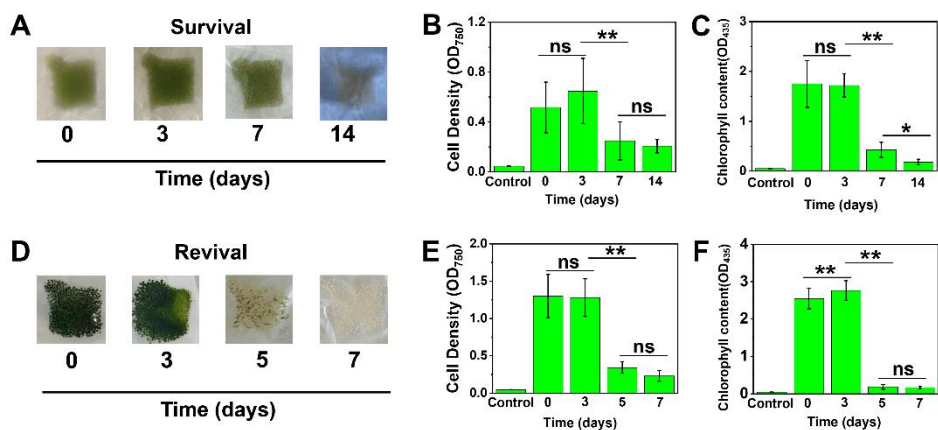 A
Survival
0 3 7 14
Time (days)
B
Cell Density (OD750)
1.2
0.8
0.4
0.0
ns
**
ns
Control 0 3 7 14
Time (days)
C
Chlorophyll content(OD435)
3
2
1
0
ns
**
*
Control 0 3 7 14
Time (days)
D
Revival
0 3 5 7
Time (days)
E
Cell Density (OD750)
2.0
1.5
1.0
0.5
0.0
ns
**
ns
Control 0 3 5 7
Time (days)
F
Chlorophyll content(OD435)
4
3
2
1
0
**
**
ns
Control 0 3 5 7
Time (days)